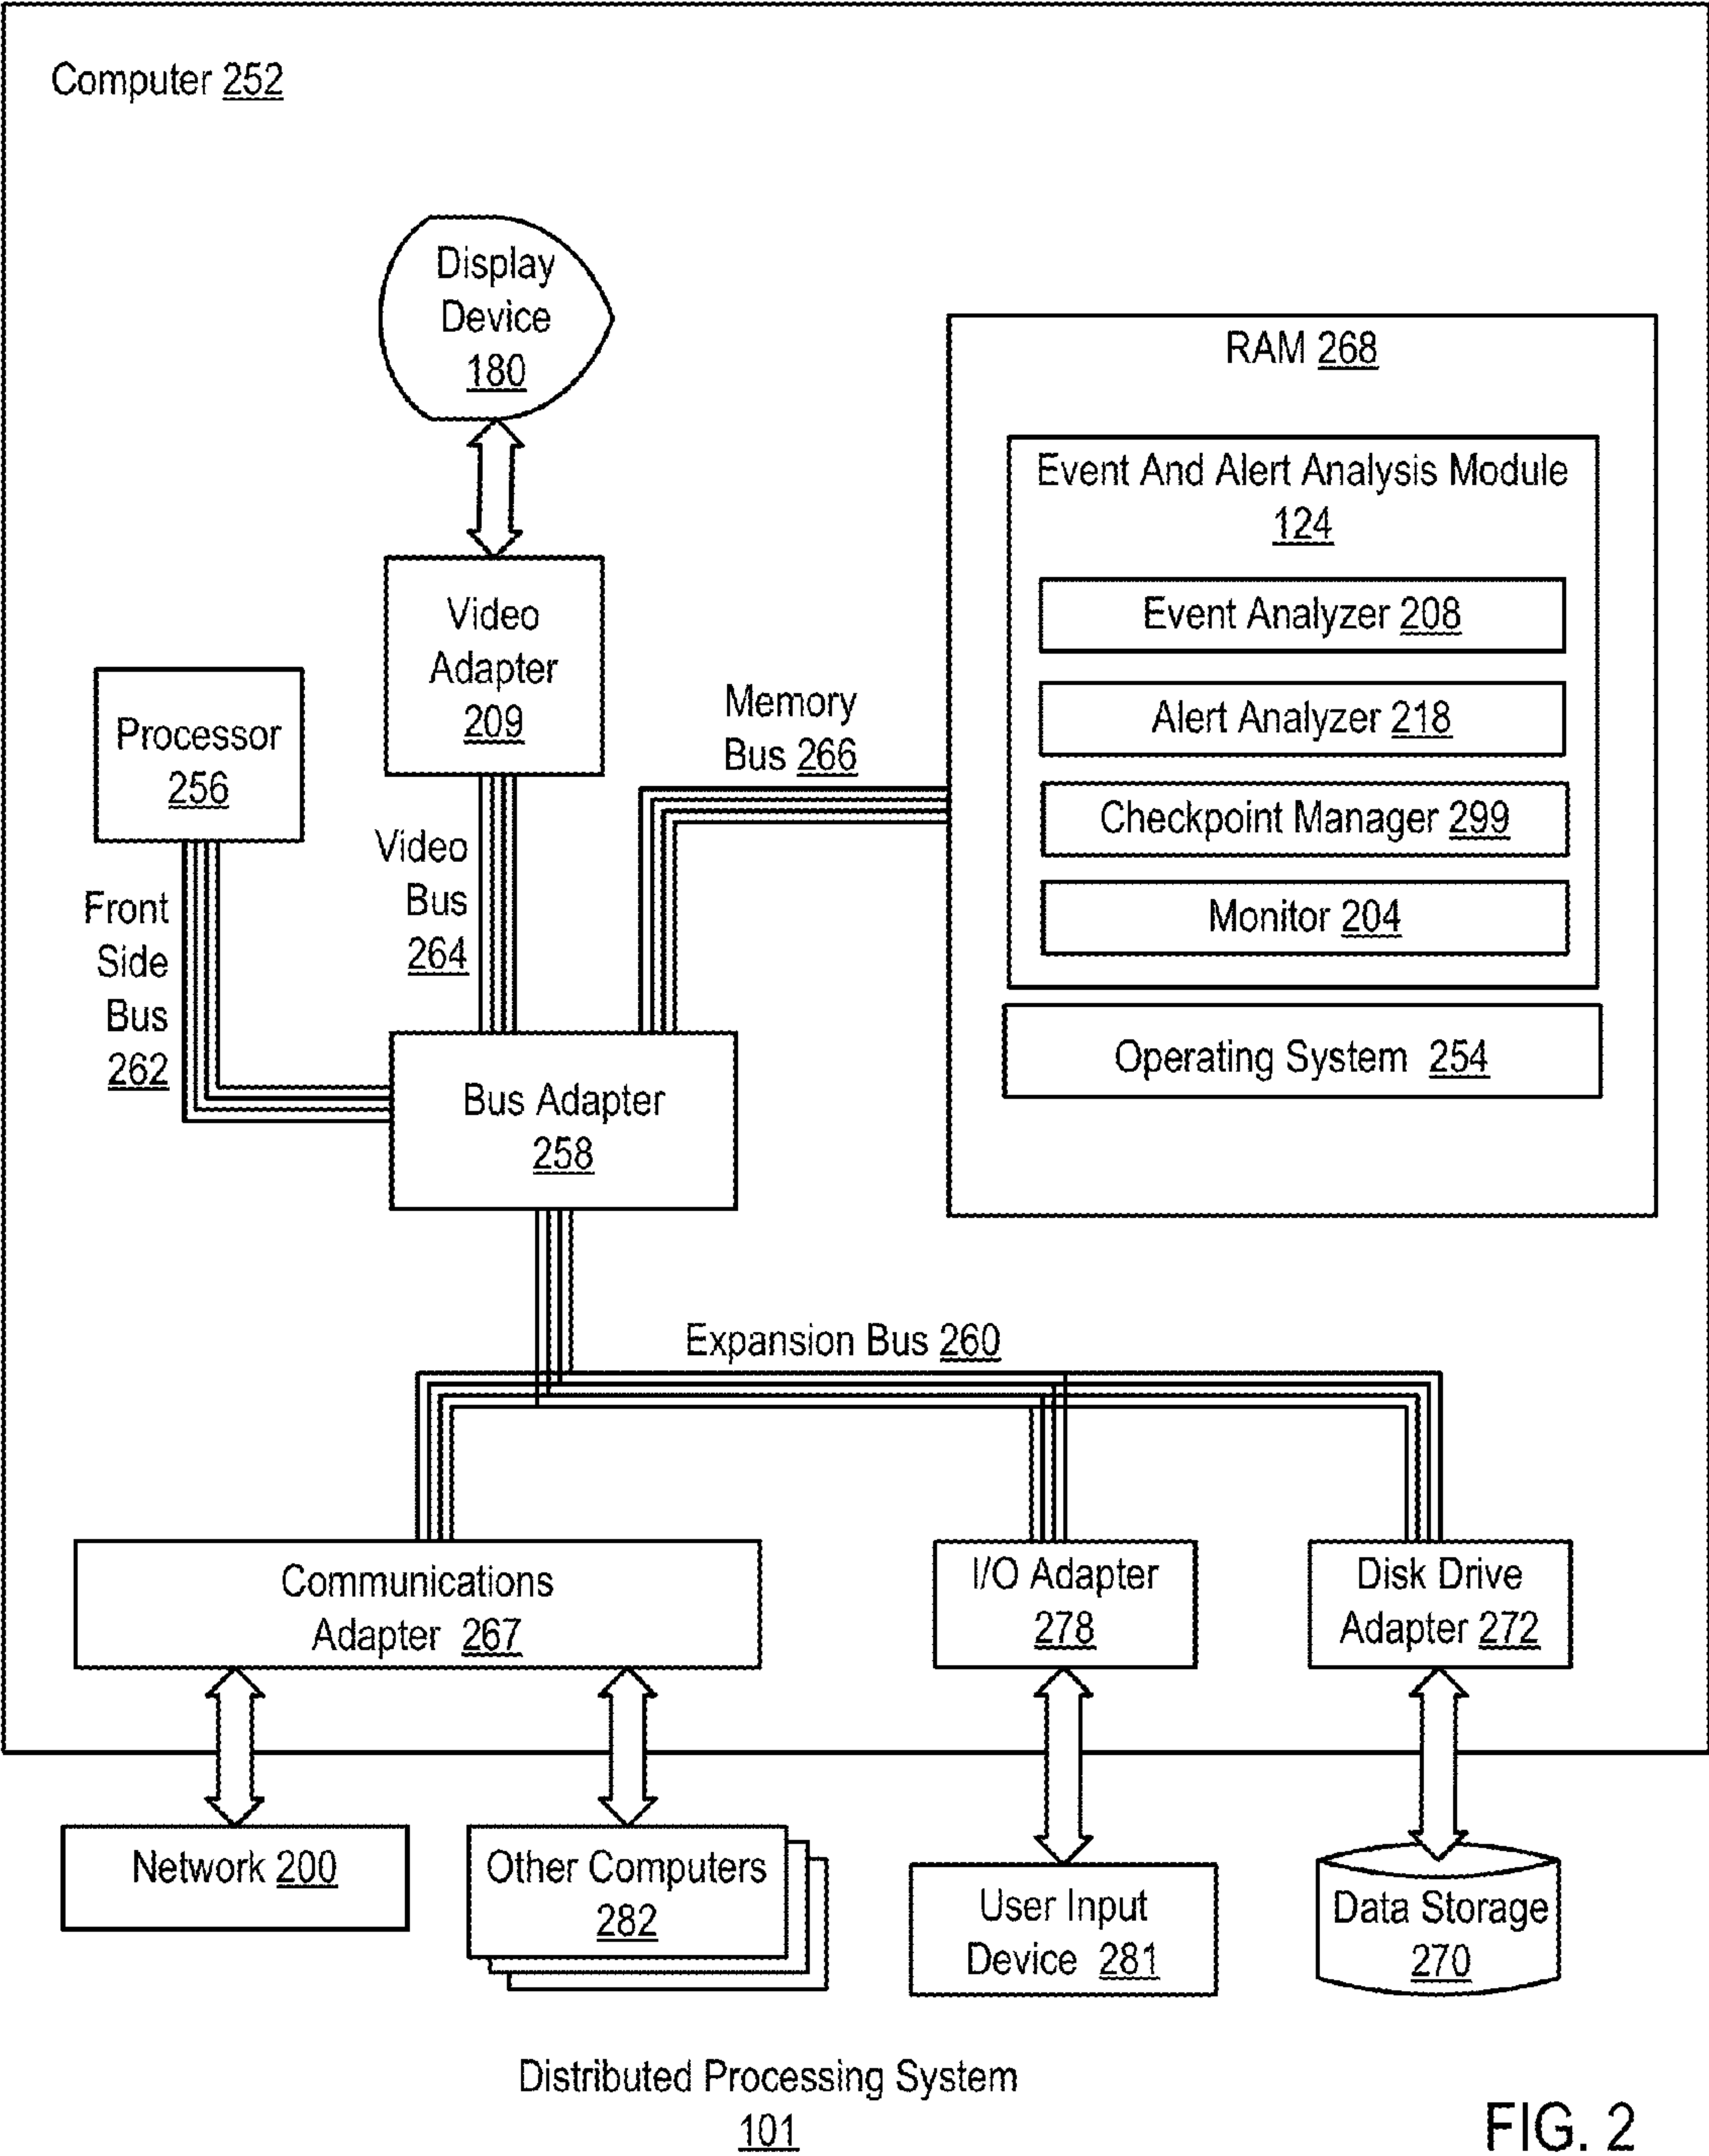 Computer 252
Display
Device
180
RAM 268
Event And Alert Analysis Module
124
Event Analyzer 208
Alert Analyzer 218
Checkpoint Manager 299
Monitor 204
Operating System 254
Video
Adapter
209
Processor
256
Memory
Bus 266
Video
Bus
264
Front
Side
Bus
262
Bus Adapter
258
Expansion Bus 260
Communications
Adapter 267
I/O Adapter
278
Disk Drive
Adapter 272
Network 200
Other Computers
282
User Input
Device 281
Data Storage
270
Distributed Processing System
101
FIG. 2